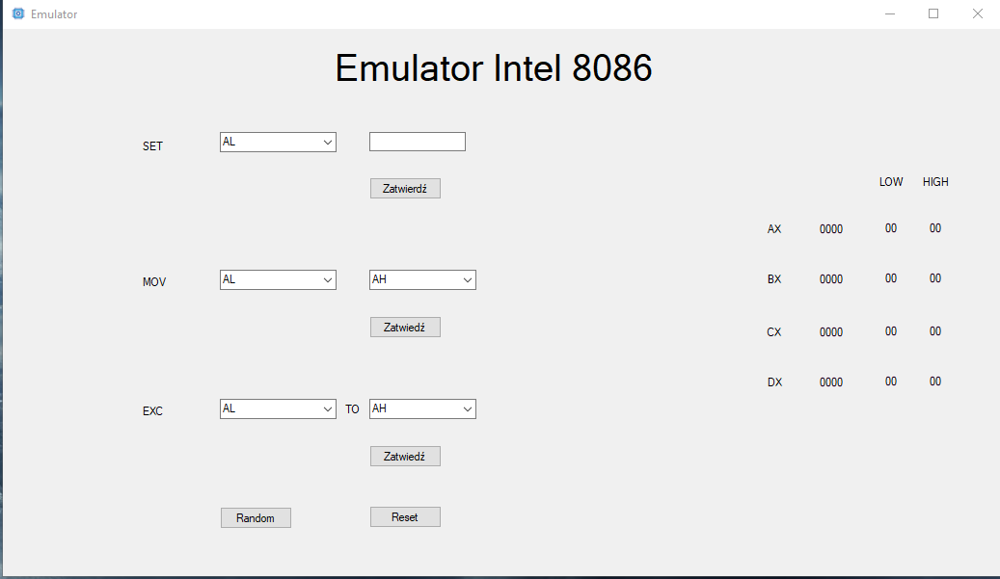 Emulator
Emulator Intel 8086
SET AL
Zatwierdź
LOW HIGH
AX 0000 00 00
MOV AL AH
BX 0000 00 00
Zatwiedź
CX 0000 00 00
DX 0000 00 00
EXC AL TO AH
Zatwiedź
Random Reset